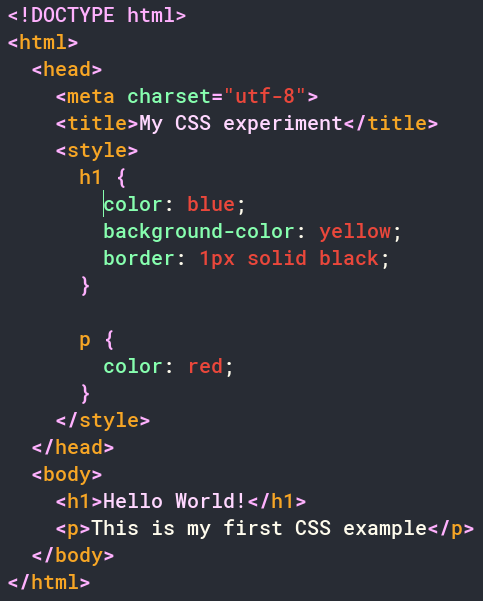 <!DOCTYPE html>
<html>
  <head>
    <meta charset="utf-8">
    <title>My CSS experiment</title>
    <style>
      h1 {
        color: blue;
        background-color: yellow;
        border: 1px solid black;
      }

      p {
        color: red;
      }
    </style>
  </head>
  <body>
    <h1>Hello World!</h1>
    <p>This is my first CSS example</p>
  </body>
</html>